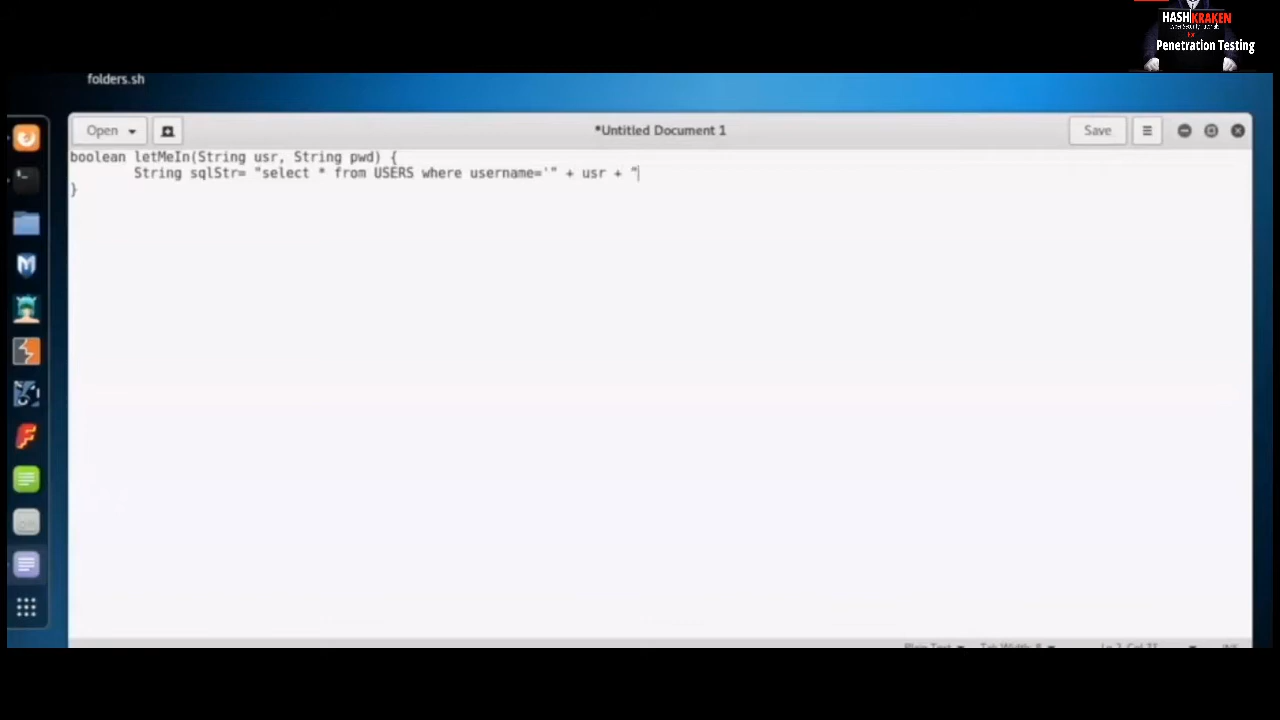 HASHKRAKEN
For
Penetration Testing
folders.sh
Open
*Untitled Document 1
Save
boolean letMeIn(String usr, String pwd) {
String sqlStr= "select * from USERS where username='" + usr + "
}